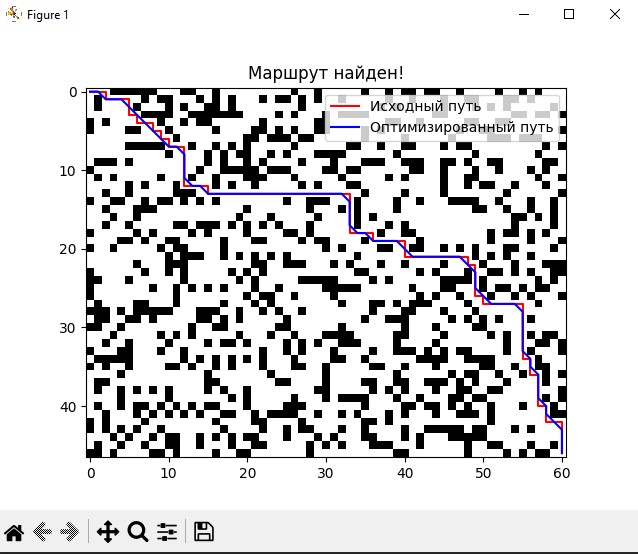 Figure 1
Маршрут найден!
Исходный путь
Оптимизированный путь
0
10
20
30
40
0 10 20 30 40 50 60